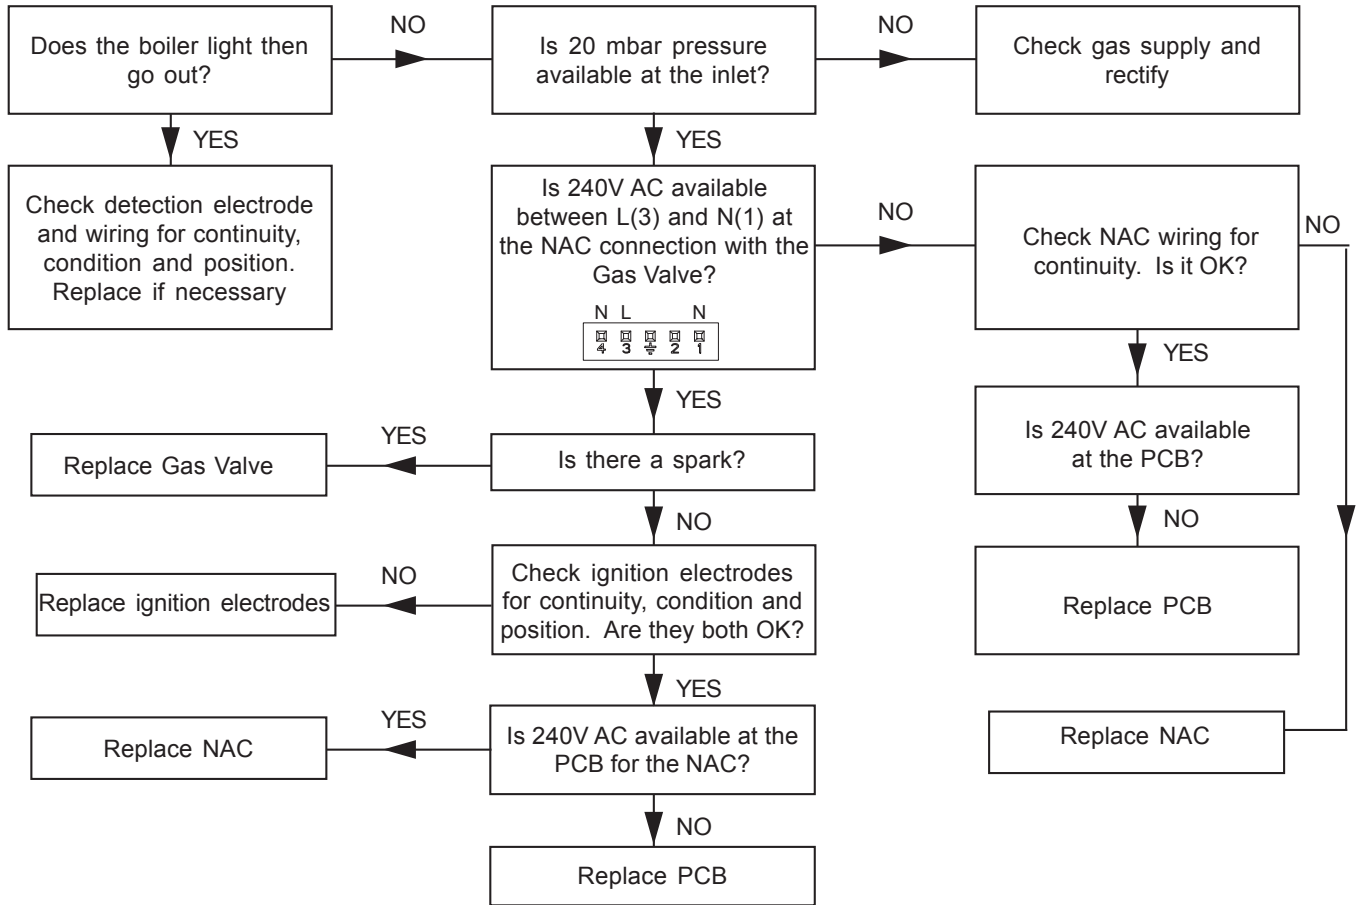 Does the boiler light then
go out?
NO
Is 20 mbar pressure
available at the inlet?
NO
Check gas supply and
rectify
YES
YES
Check detection electrode
and wiring for continuity,
condition and position.
Replace if necessary
Is 240V AC available
between L(3) and N(1) at
the NAC connection with the
Gas Valve?
N L N
4 3 2 1
NO
Check NAC wiring for
continuity. Is it OK?
NO
YES
YES
Is 240V AC available
at the PCB?
Replace Gas Valve
YES
Is there a spark?
NO
NO
Replace PCB
Replace ignition electrodes
NO
Check ignition electrodes
for continuity, condition and
position. Are they both OK?
YES
Replace NAC
YES
Is 240V AC available at the
PCB for the NAC?
Replace NAC
NO
Replace PCB